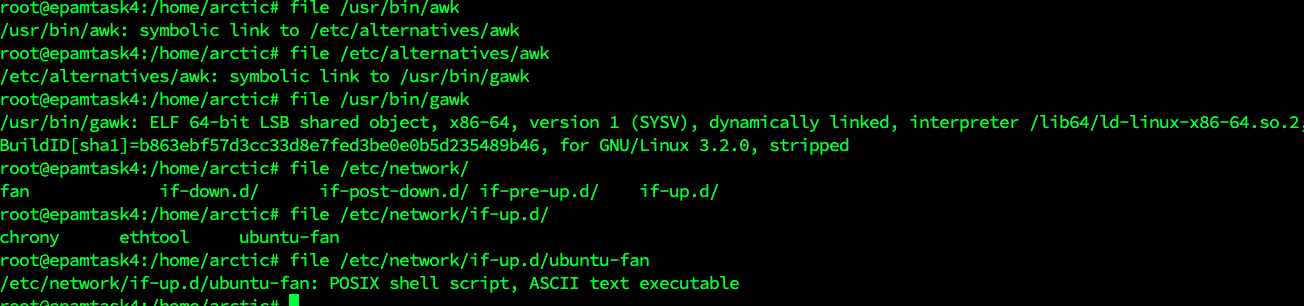 root@epamtask4:/home/arctic# file /usr/bin/awk
/usr/bin/awk: symbolic link to /etc/alternatives/awk
root@epamtask4:/home/arctic# file /etc/alternatives/awk
/etc/alternatives/awk: symbolic link to /usr/bin/gawk
root@epamtask4:/home/arctic# file /usr/bin/gawk
/usr/bin/gawk: ELF 64-bit LSB shared object, x86-64, version 1 (SYSV), dynamically linked, interpreter /lib64/ld-linux-x86-64.so.2,
BuildID[sha1]=b863ebf57d3cc33d8e7fed3be0e0b5d235489b46, for GNU/Linux 3.2.0, stripped
root@epamtask4:/home/arctic# file /etc/network/
fan if-down.d/ if-post-down.d/ if-pre-up.d/ if-up.d/
root@epamtask4:/home/arctic# file /etc/network/if-up.d/
chrony ethtool ubuntu-fan
root@epamtask4:/home/arctic# file /etc/network/if-up.d/ubuntu-fan
/etc/network/if-up.d/ubuntu-fan: POSIX shell script, ASCII text executable
root@epamtask4:/home/arctic#